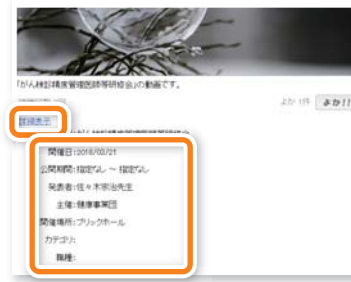 「がん検診精度管理医師等研修会」の動画です。
よか 1件 よか!!
詳細表示
開催日:2018/03/21
公開期間:指定なし ～ 指定なし
発表者:佐々木宗治先生
主催:健康事業団
開催場所:ブリックホール
カテゴリ:
職種: